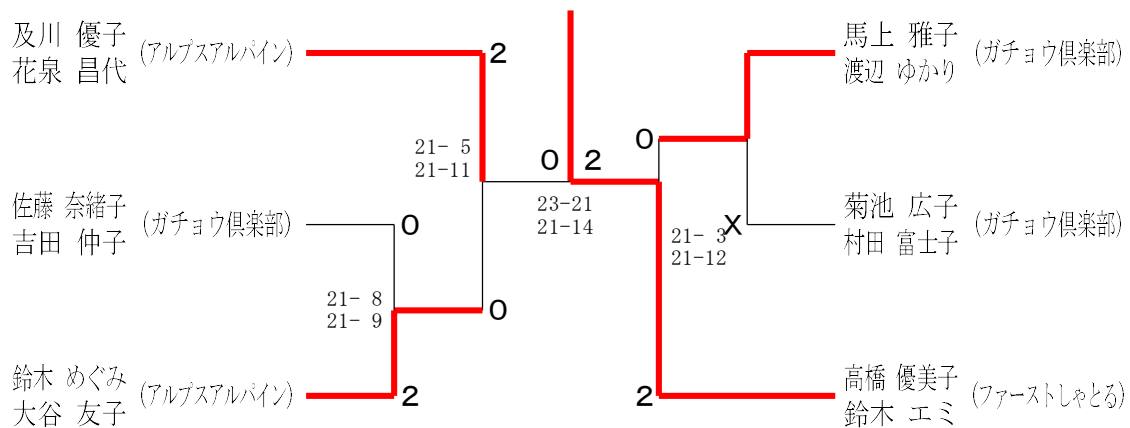 及川 優子
花泉 昌代
(アルプスアルパイン)
2
21- 5
21-11
佐藤 奈緒子
吉田 仲子
(ガチョウ倶楽部)
0
21- 8
21- 9
0
鈴木 めぐみ
大谷 友子
(アルプスアルパイン)
2
0 2
23-21
21-14
馬上 雅子
渡辺 ゆかり
(ガチョウ倶楽部)
0
菊池 広子
村田 富士子
(ガチョウ倶楽部)
X
21- 3
21-12
高橋 優美子
鈴木 エミ
(ファーストしゃとる)
2